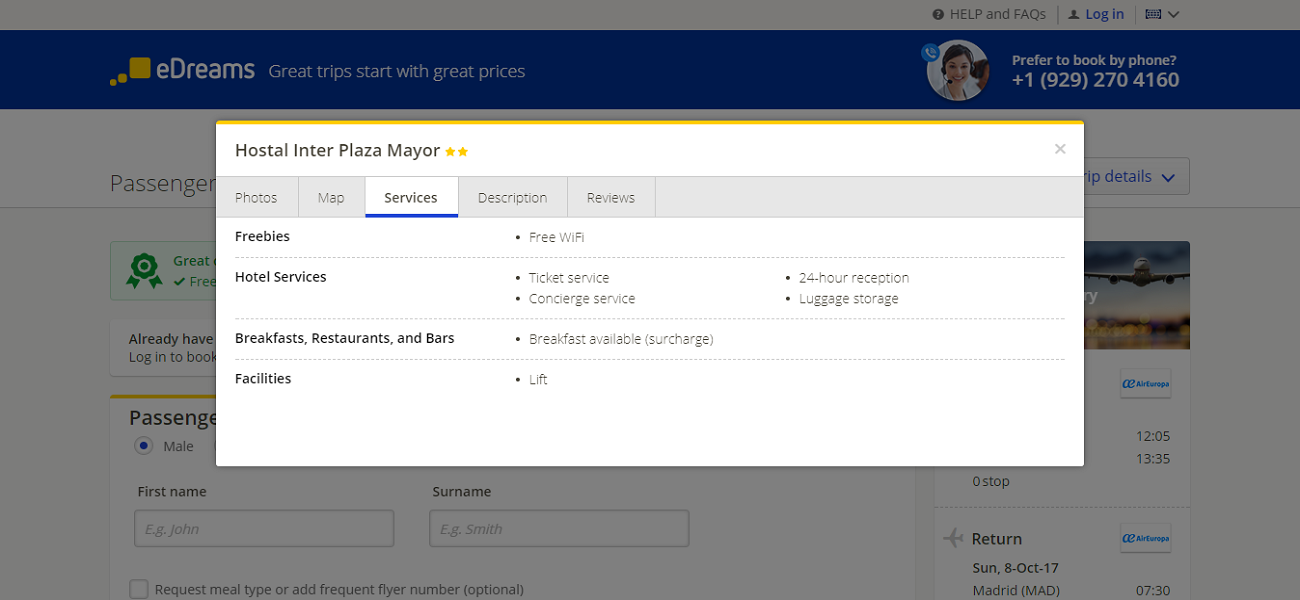 HELP and FAQs
Log in
eDreams
Great trips start with great prices
Prefer to book by phone?
+1 (929) 270 4160
Hostal Inter Plaza Mayor
Passenger
rip details
Photos
Map
Services
Description
Reviews
Freebies
• Free WiFi
Hotel Services
• Ticket service
• 24-hour reception
• Concierge service
• Luggage storage
Breakfasts, Restaurants, and Bars
• Breakfast available (surcharge)
Facilities
• Lift
Great
Free
ry
Already have
Log in to book
AirEuropa
Passenge
Male
12:05
13:35
0 stop
First name
Surname
E.g. John
E.g. Smith
Return
AirEuropa
Sun, 8-Oct-17
Madrid (MAD)
07:30
Request meal type or add frequent flyer number (optional)